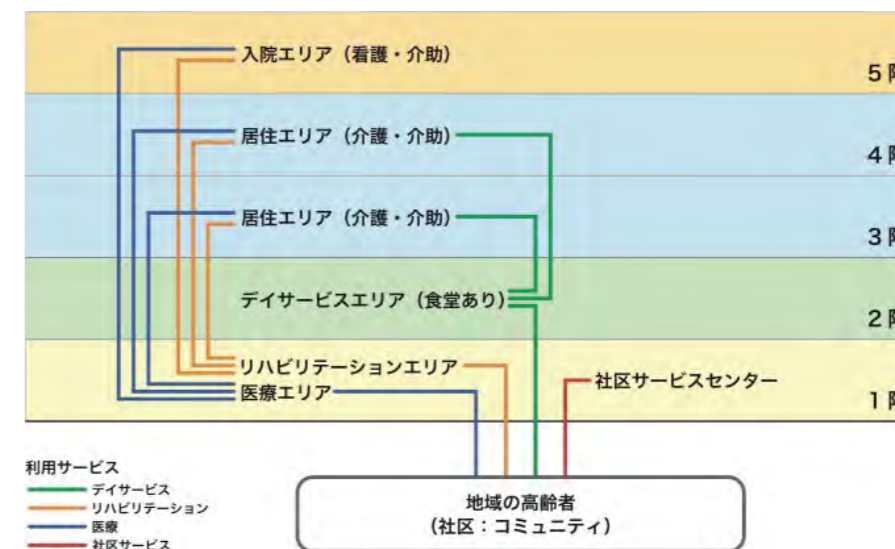 入院エリア（看護・介助）
5
居住エリア（介護・介助）
4
居住エリア（介護・介助）
3
デイサービスエリア（食堂あり）
2
リハビリテーションエリア
社区サービスセンター
医療エリア
1
利用サービス
デイサービス
リハビリテーション
医療
社区サービス
地域の高齢者
（社区：コミュニティ）